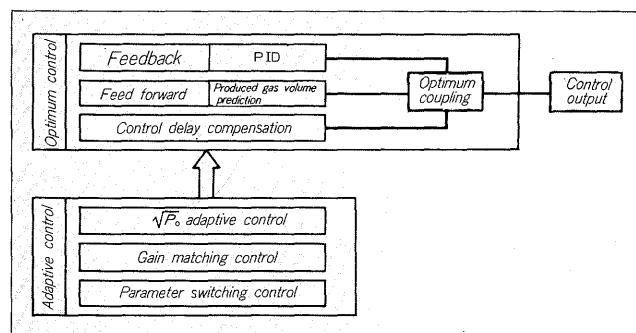 Optimum control
Feedback
PID
Feed forward
Produced gas volume
prediction
Control delay compensation
Optimum
coupling
Control
output
Adaptive control
√P₀ adaptive control
Gain matching control
Parameter switching control